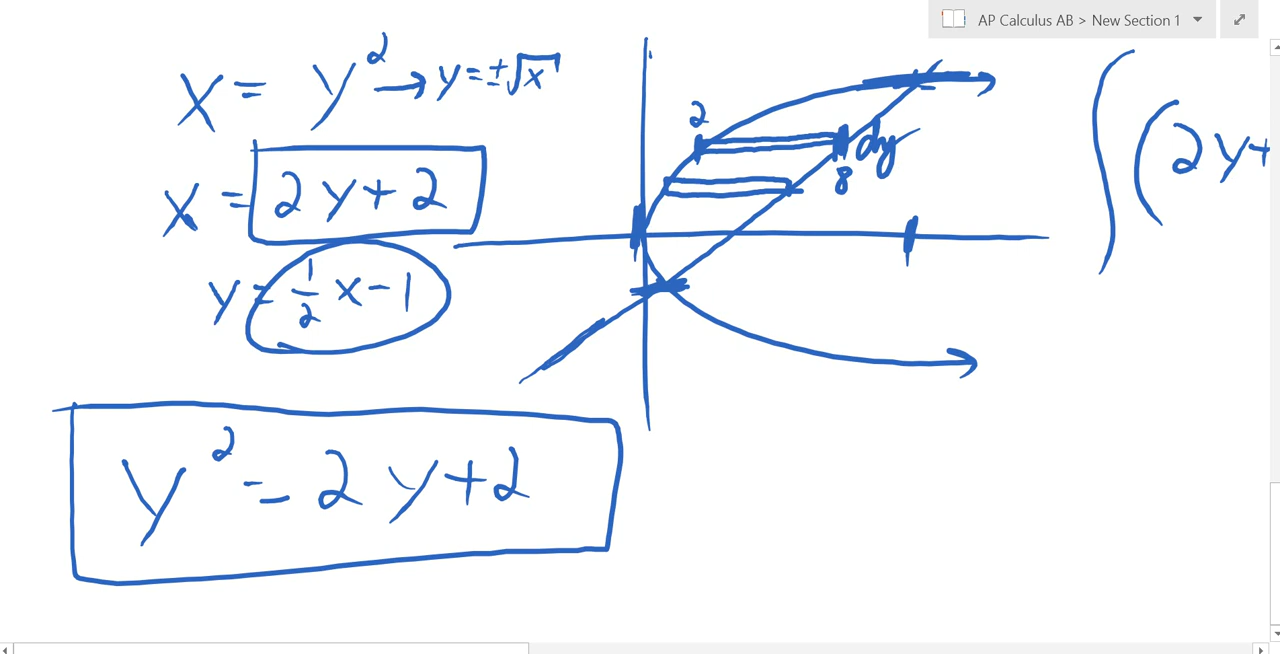 AP Calculus AB > New Section 1
x = y² → y = ±√x
x = 2y + 2
y = ½x - 1
2
dy
8
∫(2y+
y² = 2y + 2